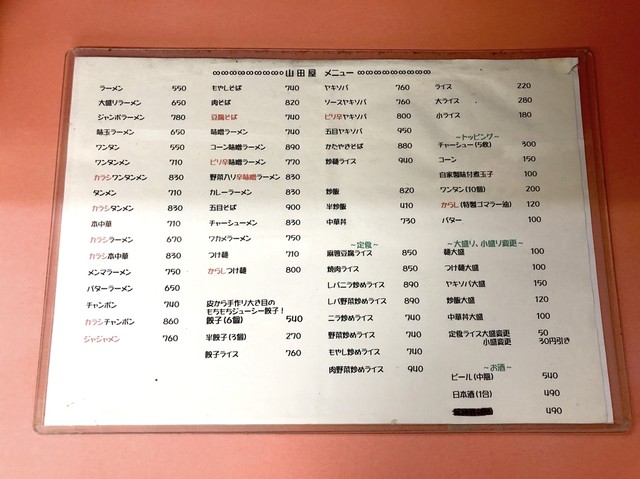 ∞∞∞∞∞∞∞∞∞ 山田屋 メニュー ∞∞∞∞∞∞∞∞∞
ラーメン 550
大盛りラーメン 650
ジャンボラーメン 780
味玉ラーメン 650
ワンタン 550
ワンタンメン 710
カラシワンタンメン 830
タンメン 710
カラシタンメン 830
本中華 710
カラシラーメン 670
カラシ本中華 830
メンマラーメン 750
バターラーメン 650
チャンポン 740
カラシチャンポン 860
ジャジャメン 760
もやしそば 740
肉そば 820
豆腐そば 740
味噌ラーメン 740
コーン味噌ラーメン 890
ピリ辛味噌ラーメン 770
野菜入り辛味噌ラーメン 830
カレーラーメン 830
五目そば 900
チャーシューメン 830
ワカメラーメン 750
つけ麺 710
からしつけ麺 800
皮から手作り大き目の
もちもちジューシー餃子！
餃子(6個) 540
半餃子(3個) 270
餃子ライス 760
ヤキソバ 760
ソースヤキソバ 760
ピリ辛ヤキソバ 800
五目ヤキソバ 950
かたやき焼そば 880
炒麺ライス 940
炒飯 820
半炒飯 410
中華丼 730
～定食～
麻婆豆腐ライス 850
焼肉ライス 850
レバニラ炒めライス 890
レバ野菜炒めライス 890
ニラ炒めライス 740
野菜炒めライス 740
もやし炒めライス 740
肉野菜炒めライス 940
ライス 220
大ライス 280
小ライス 180
～トッピング～
チャーシュー(5枚) 300
コーン 150
自家製味付煮玉子 100
ワンタン(10個) 200
からし(特製ゴマラー油) 120
バター 100
～大盛り、小盛り変更～
麺大盛 100
つけ麺大盛 100
ヤキソバ大盛 150
炒飯大盛 120
中華丼大盛 100
定食ライス大盛変更 50
小盛変更 30円引き
～お酒～
ビール(中瓶) 540
日本酒(1合) 490
490